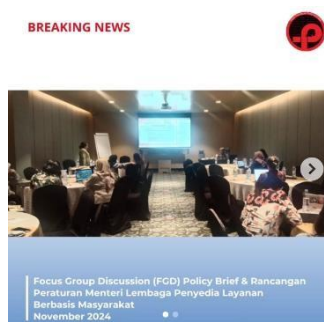 BREAKING NEWS
Focus Group Discussion (FGD) Policy Brief & Rancangan
Peraturan Menteri Lembaga Penyedia Layanan
Berbasis Masyarakat
November 2024